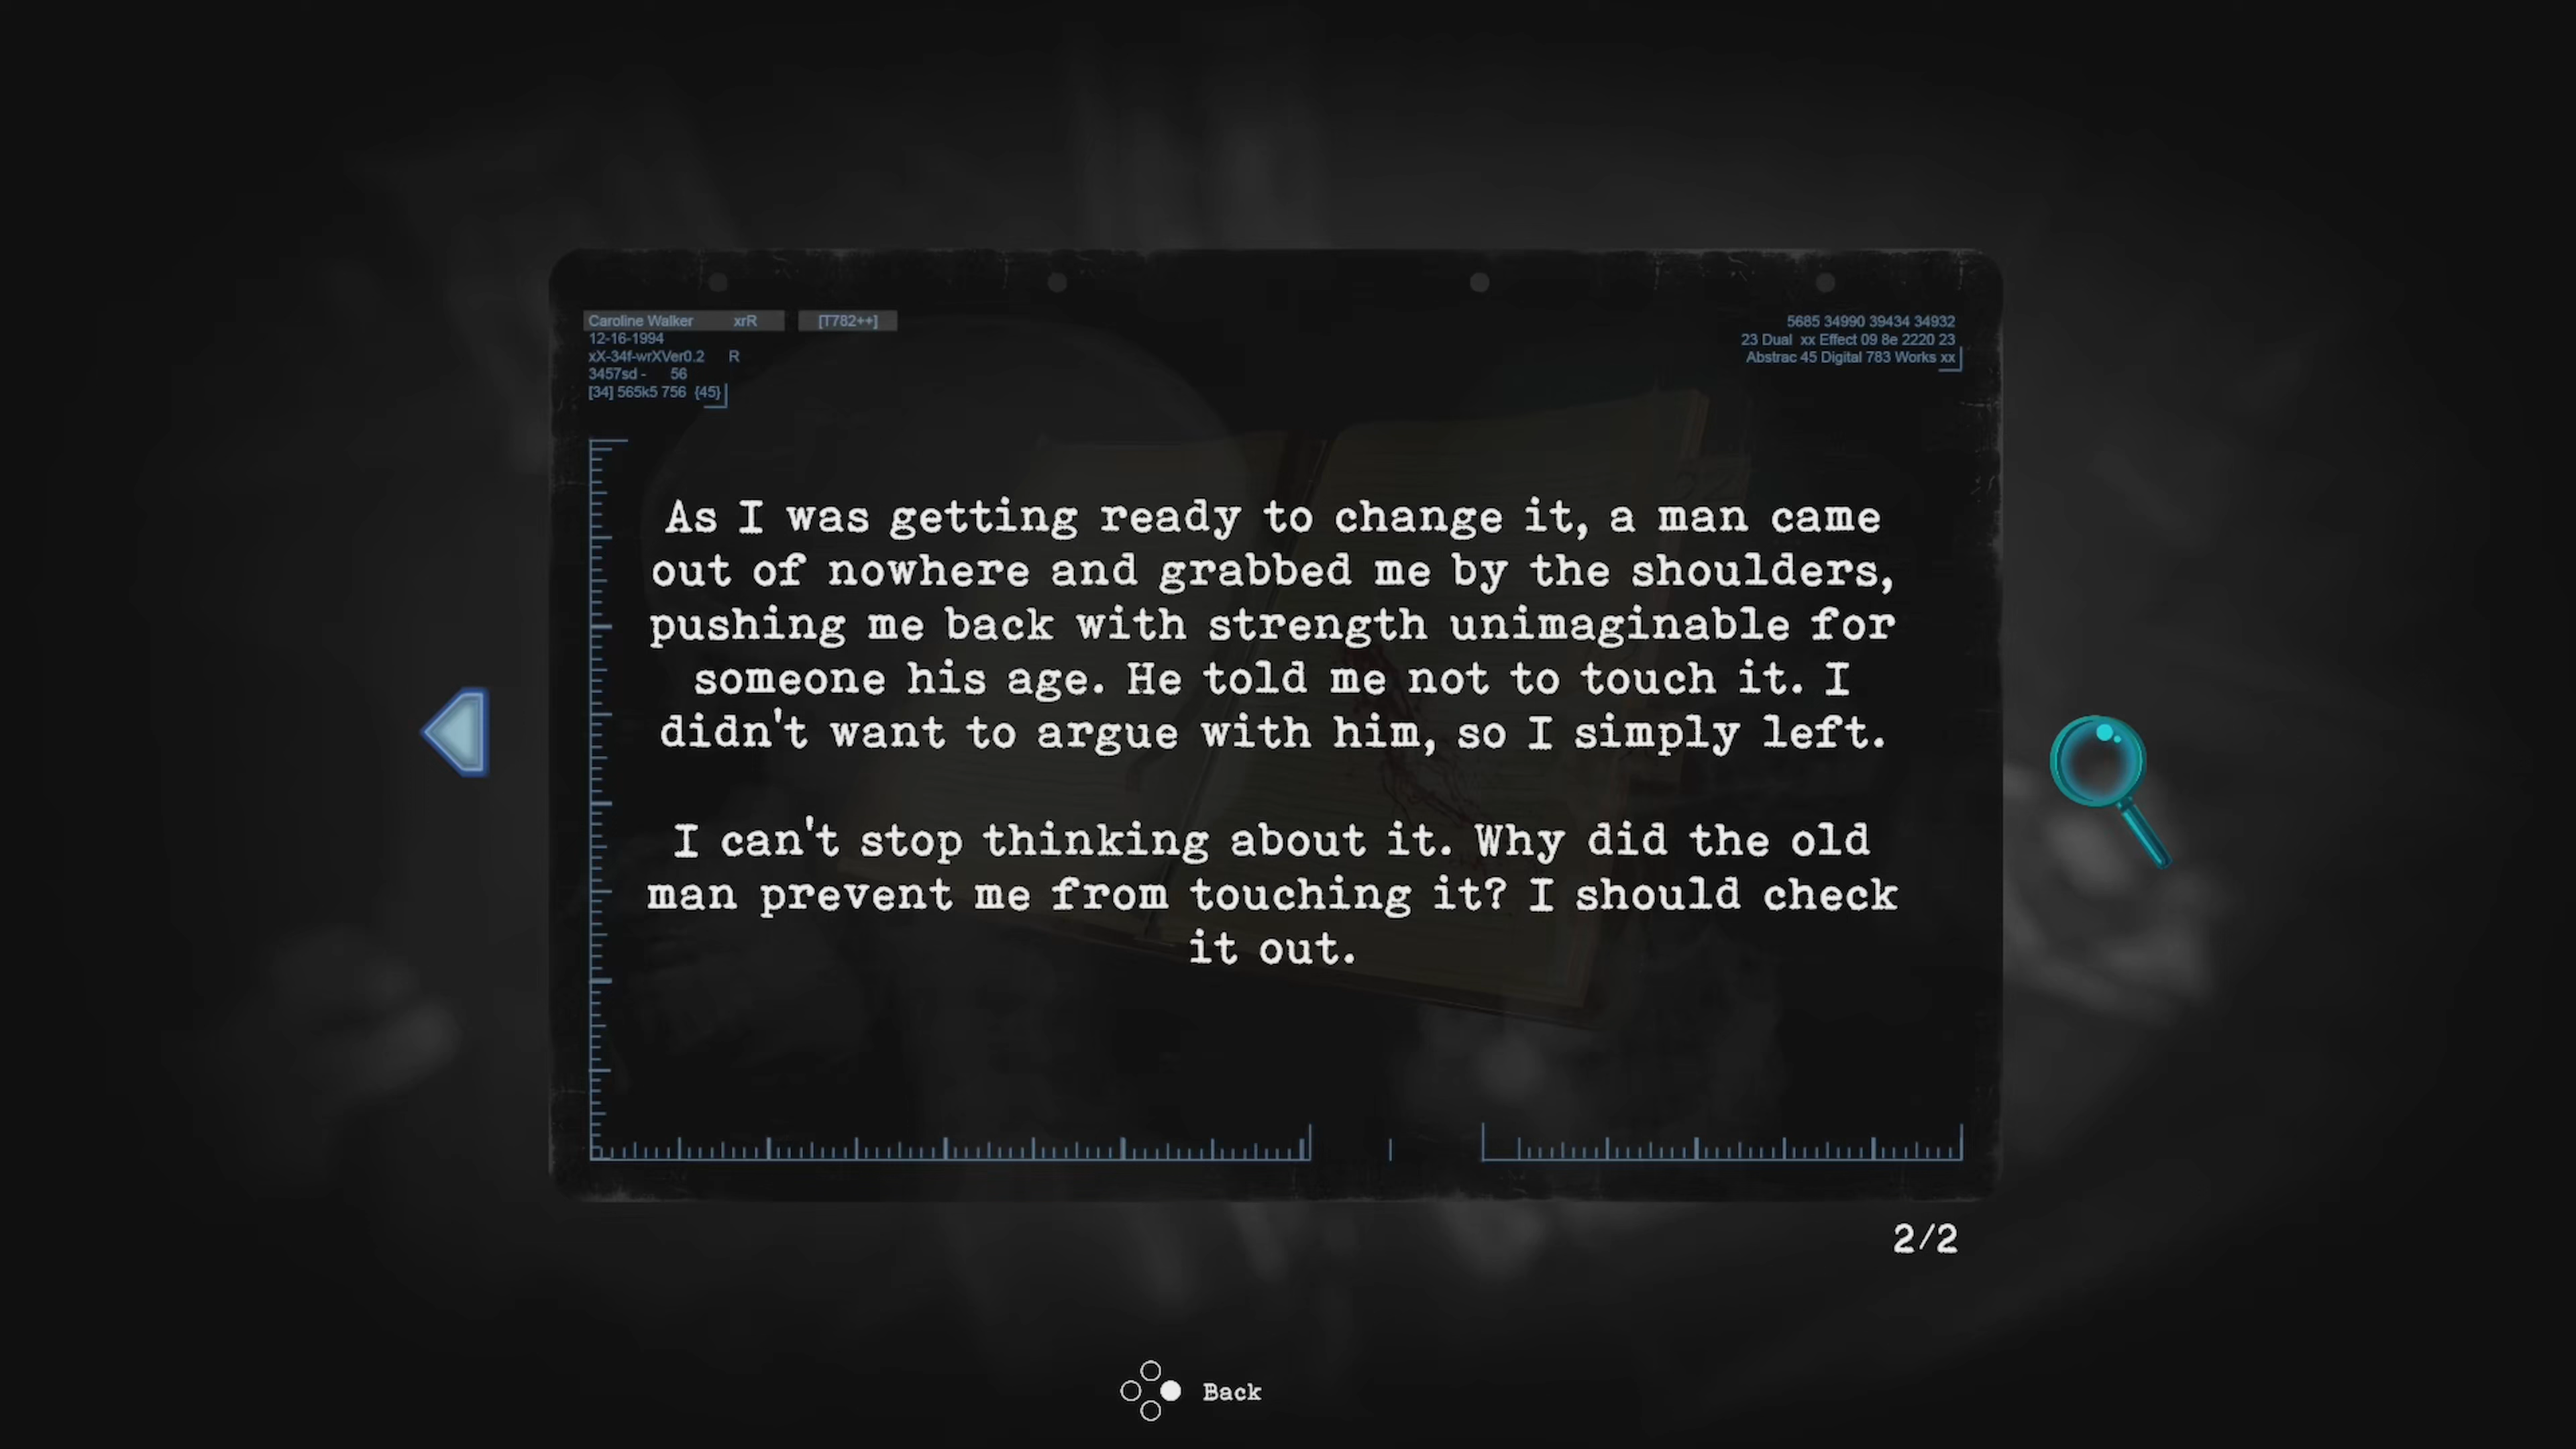 Caroline Walker xrR [T782++]
12-16-1994
xX-34f-wrXVer0.2 R
3457sd - 56
[34] 565k5 756 {45}
5685 34990 39434 34932
23 Dual xx Effect 09 8e 2220 23
Abstrac 45 Digital 783 Works xx
As I was getting ready to change it, a man came
out of nowhere and grabbed me by the shoulders,
pushing me back with strength unimaginable for
someone his age. He told me not to touch it. I
didn't want to argue with him, so I simply left.
I can't stop thinking about it. Why did the old
man prevent me from touching it? I should check
it out.
2/2
Back